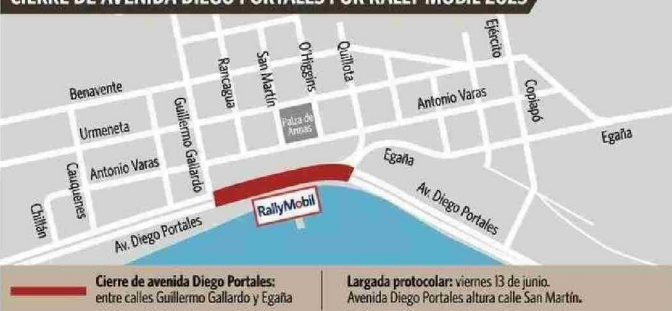 CIERRE DE AVENIDA DIEGO PORTALES POR RALLY MOBIL 2025
Ejército
Quillota
O'Higgins
San Martín
Rancagua
Copiapó
Benavente
Guillermo Gallardo
Antonio Varas
Palza de
Armas
Urmeneta
Egaña
Egaña
Antonio Varas
Cauquenes
Av. Diego Portales
RallyMobil
Chillán
Av. Diego Portales
Cierre de avenida Diego Portales:
entre calles Guillermo Gallardo y Egaña
Largada protocolar: viernes 13 de junio.
Avenida Diego Portales altura calle San Martín.